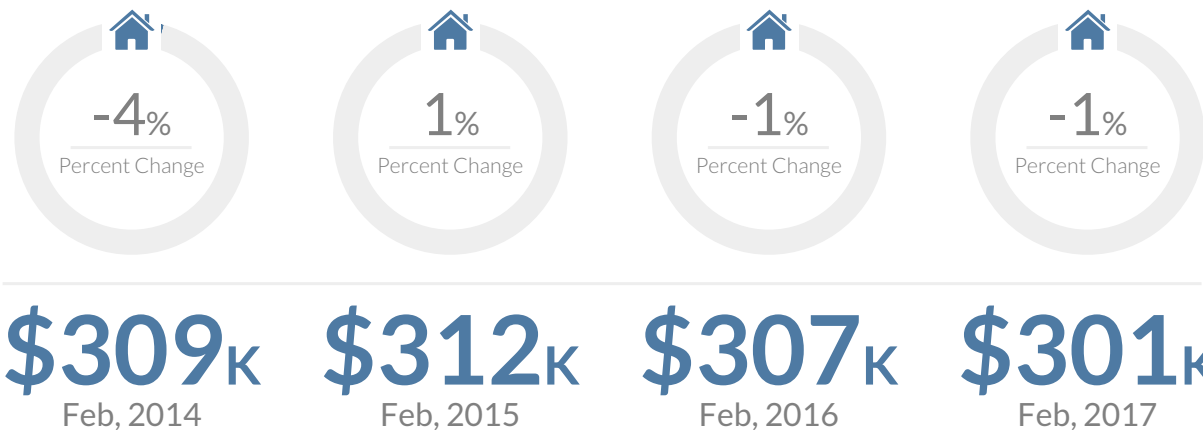 -4% 1% -1% -1%
Percent Change Percent Change Percent Change Percent Change
$309K $312K $307K $301K
Feb, 2014 Feb, 2015 Feb, 2016 Feb, 2017